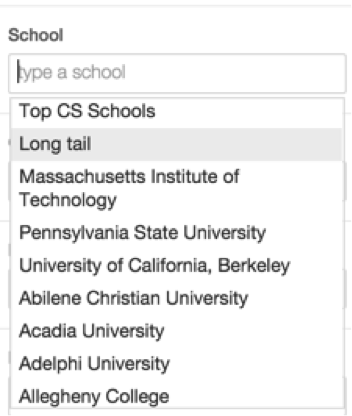 School
type a school
Top CS Schools
Long tail
Massachusetts Institute of
Technology
Pennsylvania State University
University of California, Berkeley
Abilene Christian University
Acadia University
Adelphi University
Allegheny College